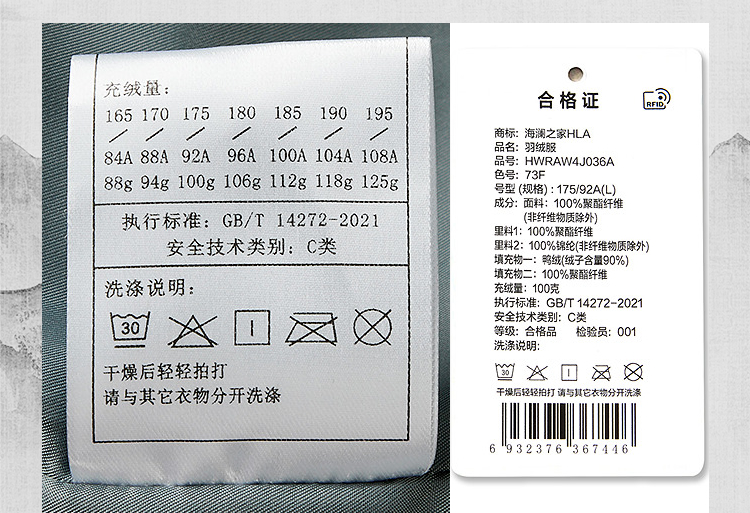 充绒量:
165 170 175 180 185 190 195
/ / / / / / /
84A 88A 92A 96A 100A 104A 108A
88g 94g 100g 106g 112g 118g 125g
执行标准: GB/T 14272-2021
安全技术类别: C类
洗涤说明:
30
干燥后轻轻拍打
请与其它衣物分开洗涤
合格证
RFID
商标: 海澜之家HLA
品名: 羽绒服
品号: HWRAW4J036A
色号: 73F
号型 (规格) : 175/92A(L)
成分: 面料: 100%聚酯纤维
(非纤维物质除外)
里料1: 100%聚酯纤维
里料2: 100%锦纶(非纤维物质除外)
填充物一: 鸭绒(绒子含量90%)
填充物二: 100%聚酯纤维
充绒量: 100克
执行标准: GB/T 14272-2021
安全技术类别: C类
等级: 合格品 检验员: 001
洗涤说明:
30
干燥后轻轻拍打 请与其它衣物分开洗涤
6 932376 367446